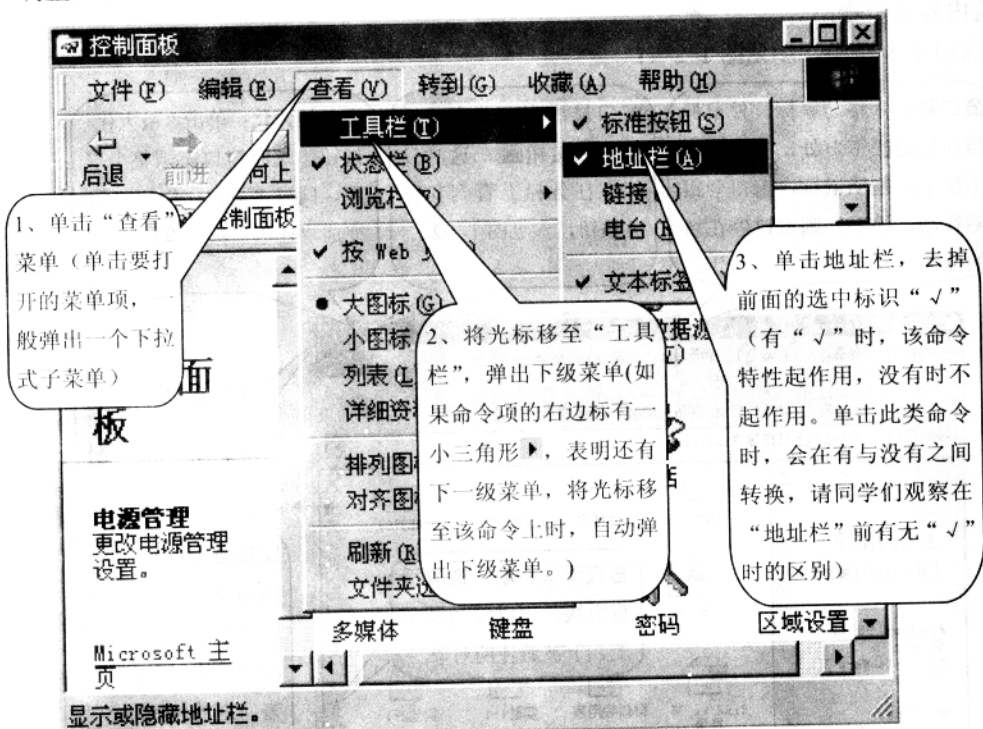 控制面板
文件(F) 编辑(E) 查看(V) 转到(G) 收藏(A) 帮助(H)
后退
前进
向上
控制面板
工具栏(T)
状态栏(B)
浏览栏
按 Web
大图标(G)
小图标
列表(L)
详细资
排列图
对齐图
刷新(R)
文件夹选
标准按钮(S)
地址栏(A)
链接
电台(R)
文本标签
数据源
1、单击“查看”
菜单(单击要打
开的菜单项，一
般弹出一个下拉
式子菜单)
2、将光标移至“工具
栏”，弹出下级菜单(如
果命令项的右边标有一
小三角形▶，表明还有
下一级菜单，将光标移
至该命令上时，自动弹
出下级菜单。)
3、单击地址栏，去掉
前面的选中标识“√”
(有“√”时，该命令
特性起作用，没有时不
起作用。单击此类命令
时，会在有与没有之间
转换，请同学们观察在
“地址栏”前有无“√”
时的区别)
面
板
电源管理
更改电源管理
设置。
Microsoft 主
页
多媒体 键盘 密码 区域设置
显示或隐藏地址栏。